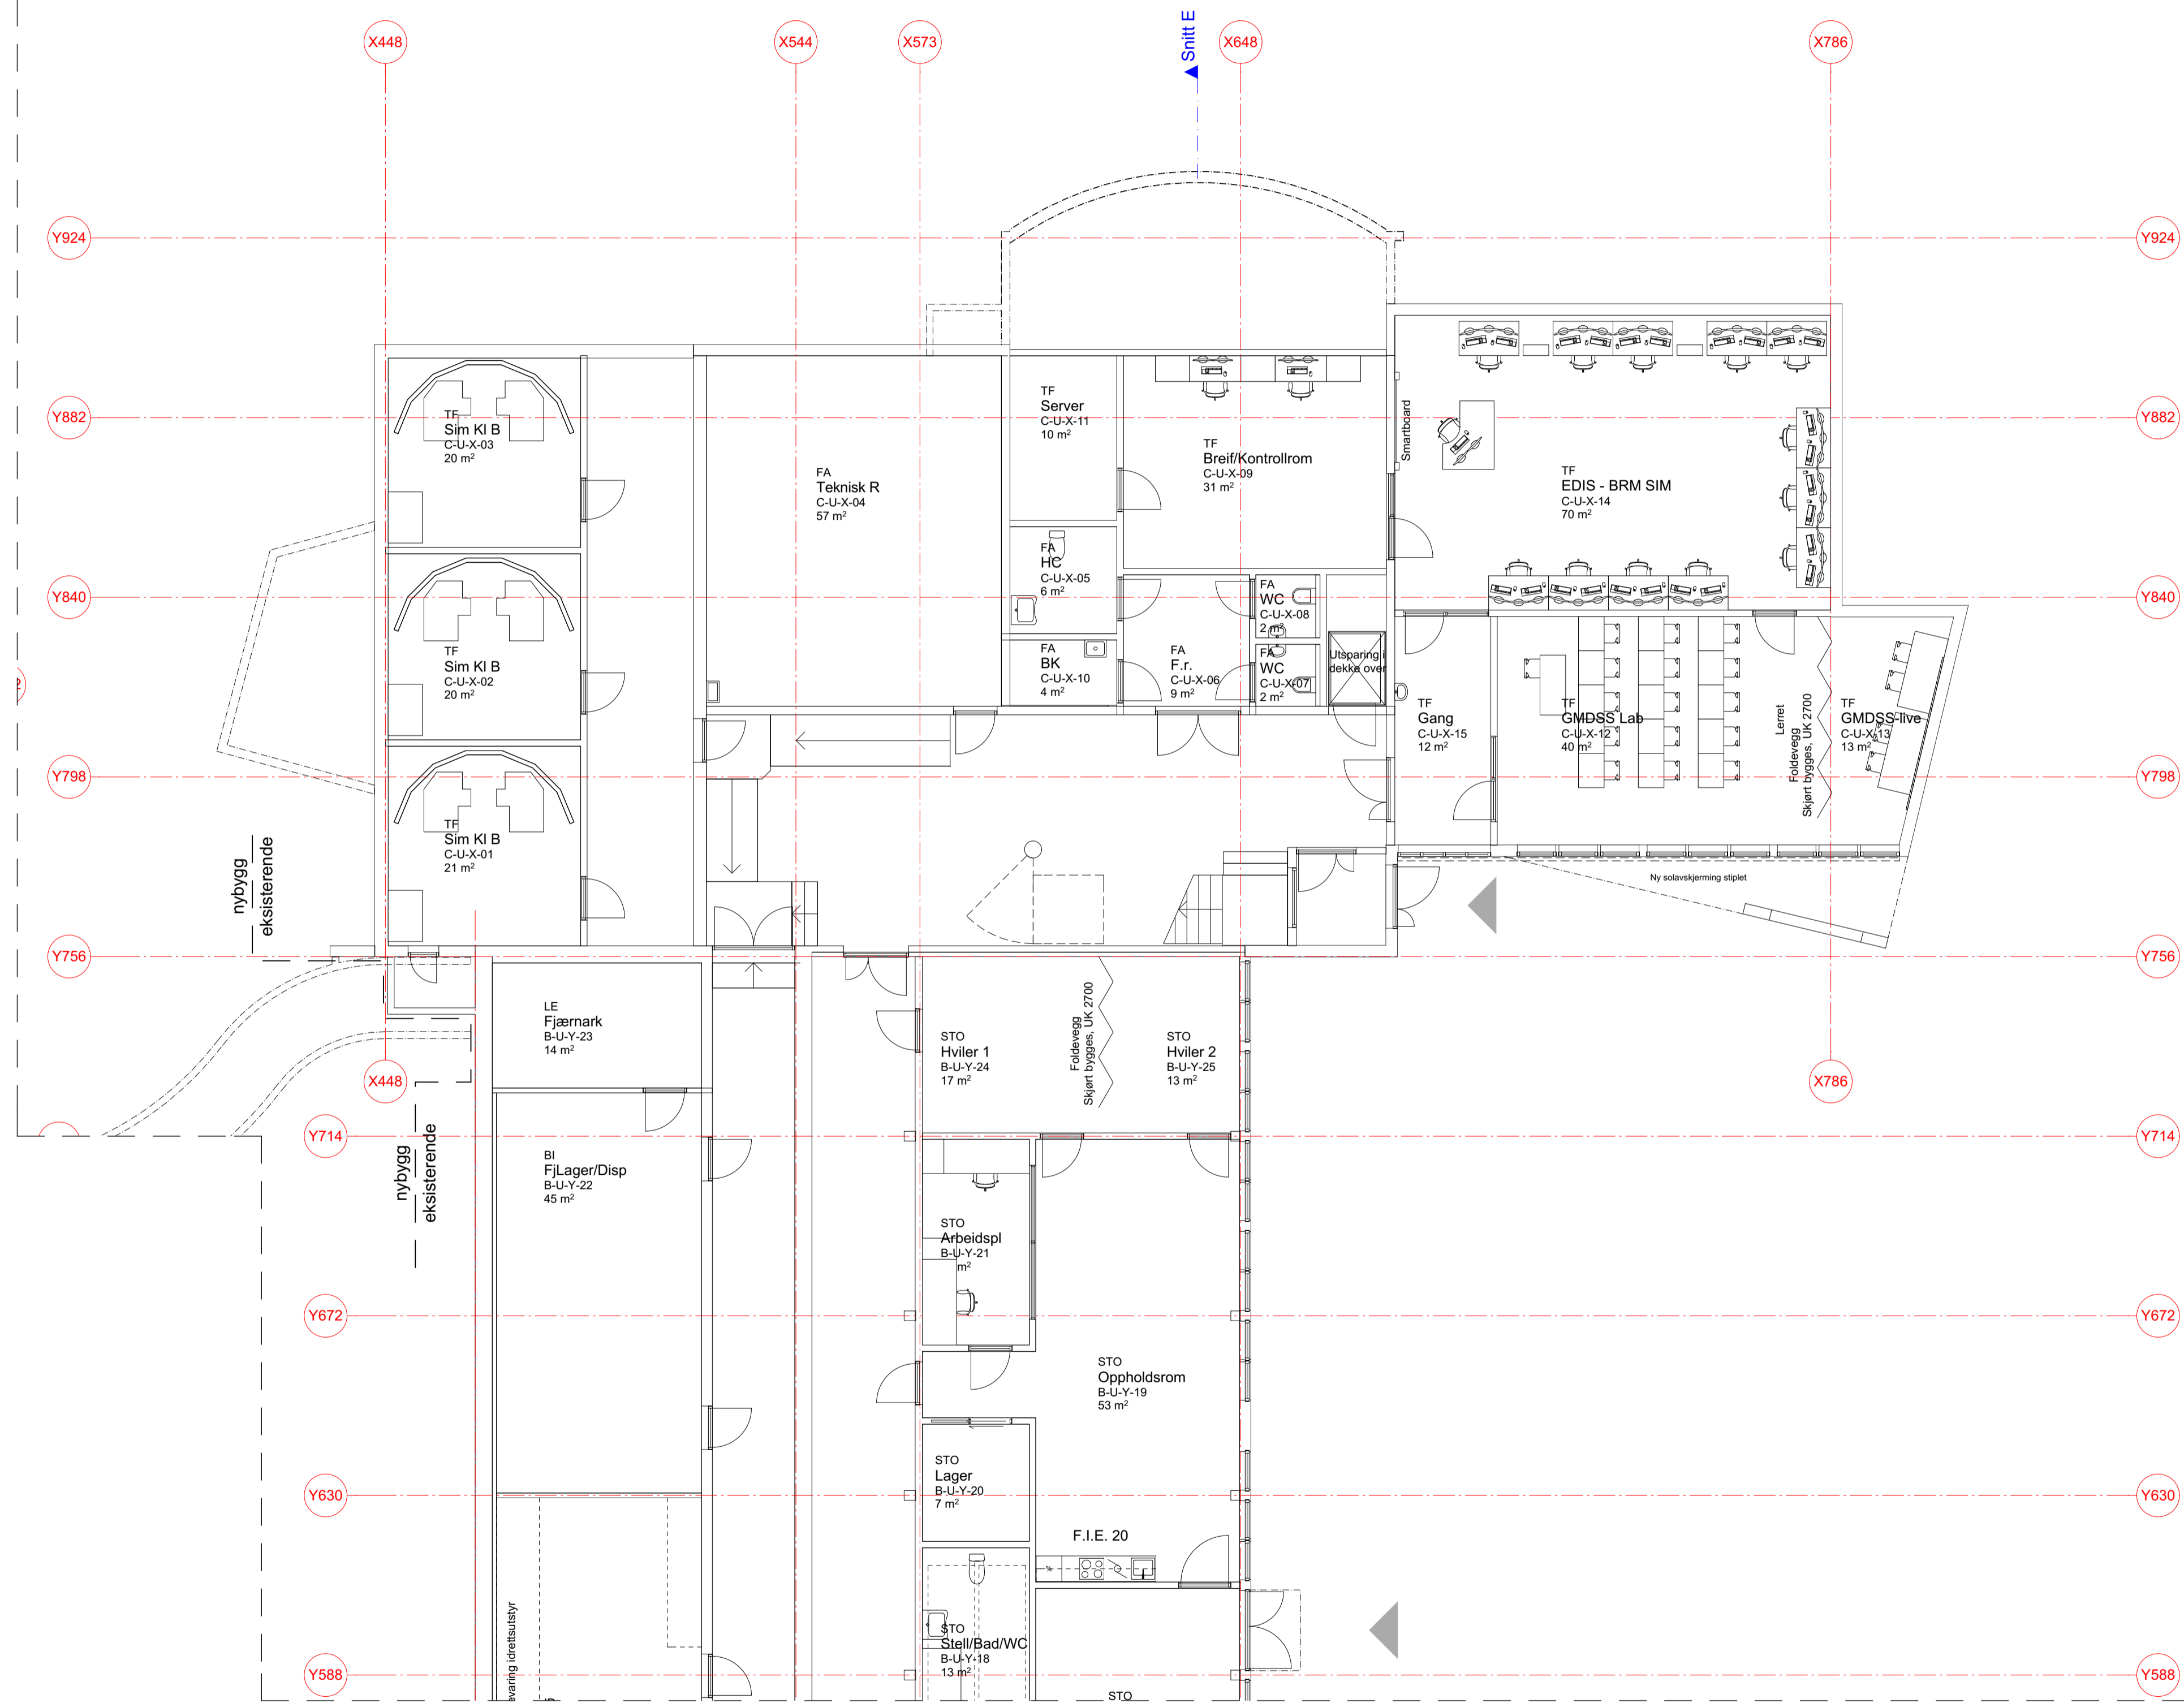 Snitt E
X448
X544
X573
X648
X786
Y924
Y924
Y882
Y882
Y840
Y840
Y798
Y798
Y756
Y756
TF
Sim Kl B
C-U-X-03
20 m²
TF
Sim Kl B
C-U-X-02
20 m²
TF
Sim Kl B
C-U-X-01
21 m²
FA
Teknisk R
C-U-X-04
57 m²
TF
Server
C-U-X-11
10 m²
FA
HC
C-U-X-05
6 m²
FA
BK
C-U-X-10
4 m²
TF
Breif/Kontrollrom
C-U-X-09
31 m²
FA
F.r.
C-U-X-06
9 m²
FA
WC
C-U-X-08
2 m²
FA
WC
C-U-X-07
2 m²
Utsparing i
dekke over
Smartboard
TF
EDIS - BRM SIM
C-U-X-14
70 m²
TF
Gang
C-U-X-15
12 m²
TF
GMDSS Lab
C-U-X-12
40 m²
Lerret
Foldevegg
Skjørt bygges, UK 2700
TF
GMDSS-live
C-U-X-13
13 m²
Ny solavskjerming stiplet
nybygg
eksisterende
LE
Fjærnark
B-U-Y-23
14 m²
STO
Hviler 1
B-U-Y-24
17 m²
Foldevegg
Skjørt bygges, UK 2700
STO
Hviler 2
B-U-Y-25
13 m²
X448
X786
Y714
Y714
nybygg
eksisterende
BI
FjLager/Disp
B-U-Y-22
45 m²
STO
Arbeidspl
B-U-Y-21
m²
Y672
Y672
STO
Oppholdsrom
B-U-Y-19
53 m²
STO
Lager
B-U-Y-20
7 m²
Y630
Y630
F.I.E. 20
STO
Stell/Bad/WC
B-U-Y-18
13 m²
Y588
Y588
evaring idrettsutstyr
STO